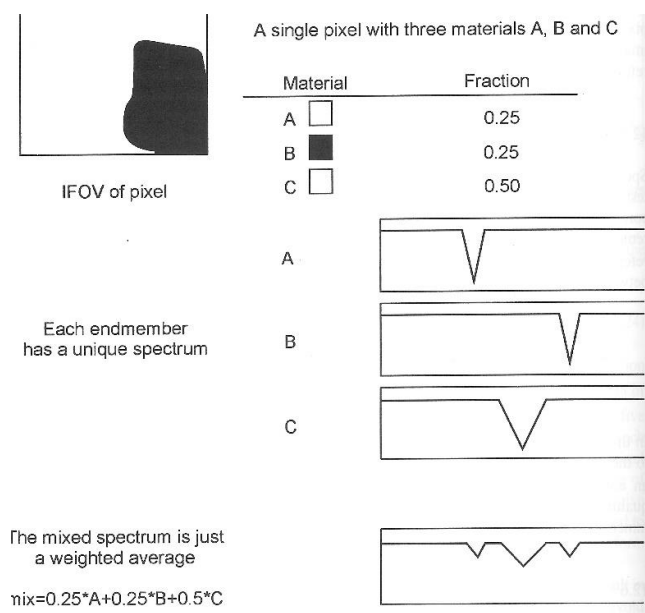 A single pixel with three materials A, B and C
Material Fraction
A 0.25
B 0.25
C 0.50
IFOV of pixel
A
Each endmember
has a unique spectrum
B
C
The mixed spectrum is just
a weighted average
mix=0.25*A+0.25*B+0.5*C